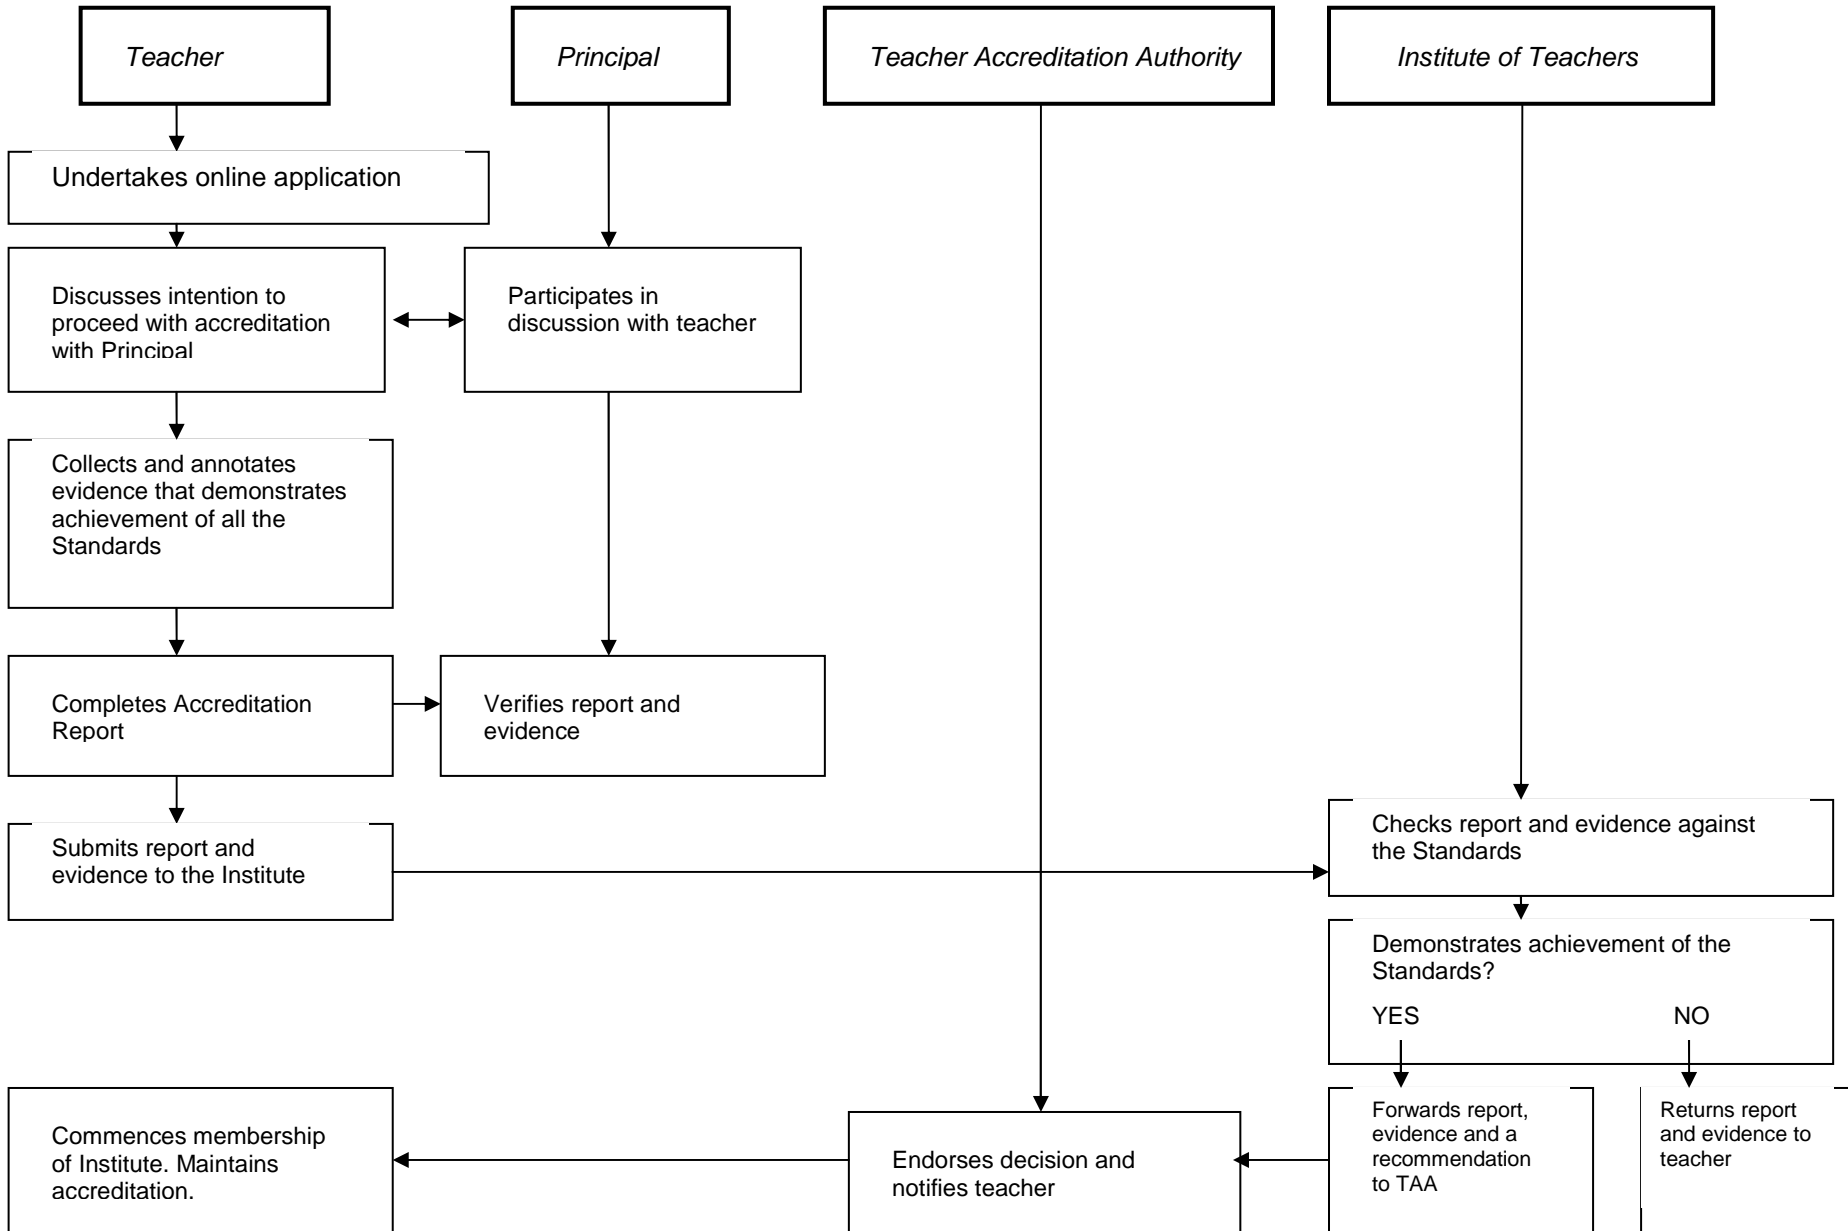 Teacher
Principal
Teacher Accreditation Authority
Institute of Teachers
Undertakes online application
Discusses intention to
proceed with accreditation
with Principal
Participates in
discussion with teacher
Collects and annotates
evidence that demonstrates
achievement of all the
Standards
Completes Accreditation
Report
Verifies report and
evidence
Submits report and
evidence to the Institute
Checks report and evidence against
the Standards
Demonstrates achievement of the
Standards?
YES
NO
Commences membership
of Institute. Maintains
accreditation.
Endorses decision and
notifies teacher
Forwards report,
evidence and a
recommendation
to TAA
Returns report
and evidence to
teacher